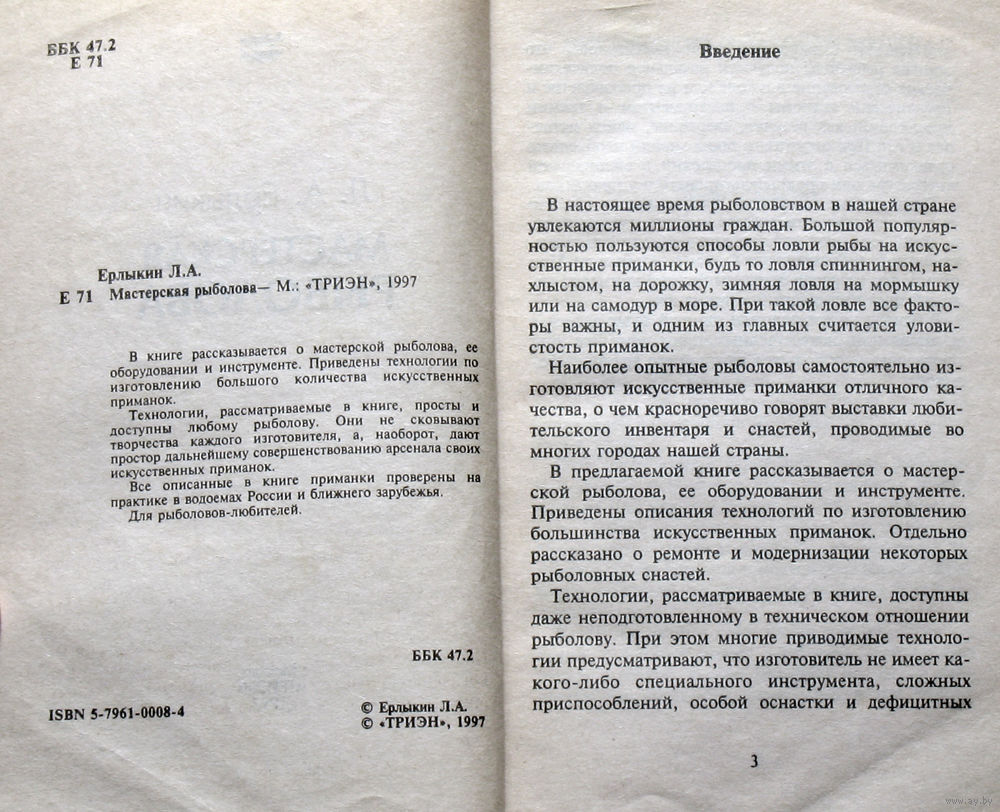 ББК 47.2
Е 71
Ерлыкин Л.А.
Е 71 Мастерская рыболова— М.: «ТРИЭН», 1997
В книге рассказывается о мастерской рыболова, ее
оборудовании и инструменте. Приведены технологии по
изготовлению большого количества искусственных
приманок.
Технологии, рассматриваемые в книге, просты и
доступны любому рыболову. Они не сковывают
творчества каждого изготовителя, а, наоборот, дают
простор дальнейшему совершенствованию арсенала своих
искусственных приманок.
Все описанные в книге приманки проверены на
практике в водоемах России и ближнего зарубежья.
Для рыболовов-любителей.
ББК 47.2
ISBN 5-7961-0008-4
© Ерлыкин Л.А.
© «ТРИЭН», 1997
Введение
В настоящее время рыболовством в нашей стране
увлекаются миллионы граждан. Большой популяр-
ностью пользуются способы ловли рыбы на искус-
ственные приманки, будь то ловля спиннингом, на-
хлыстом, на дорожку, зимняя ловля на мормышку
или на самодур в море. При такой ловле все факто-
ры важны, и одним из главных считается улови-
стость приманок.
Наиболее опытные рыболовы самостоятельно из-
готовляют искусственные приманки отличного ка-
чества, о чем красноречиво говорят выставки люби-
тельского инвентаря и снастей, проводимые во
многих городах нашей страны.
В предлагаемой книге рассказывается о мастер-
ской рыболова, ее оборудовании и инструменте.
Приведены описания технологий по изготовлению
большинства искусственных приманок. Отдельно
рассказано о ремонте и модернизации некоторых
рыболовных снастей.
Технологии, рассматриваемые в книге, доступны
даже неподготовленному в техническом отношении
рыболову. При этом многие приводимые техноло-
гии предусматривают, что изготовитель не имеет ка-
кого-либо специального инструмента, сложных
приспособлений, особой оснастки и дефицитных
3
www.ay.by